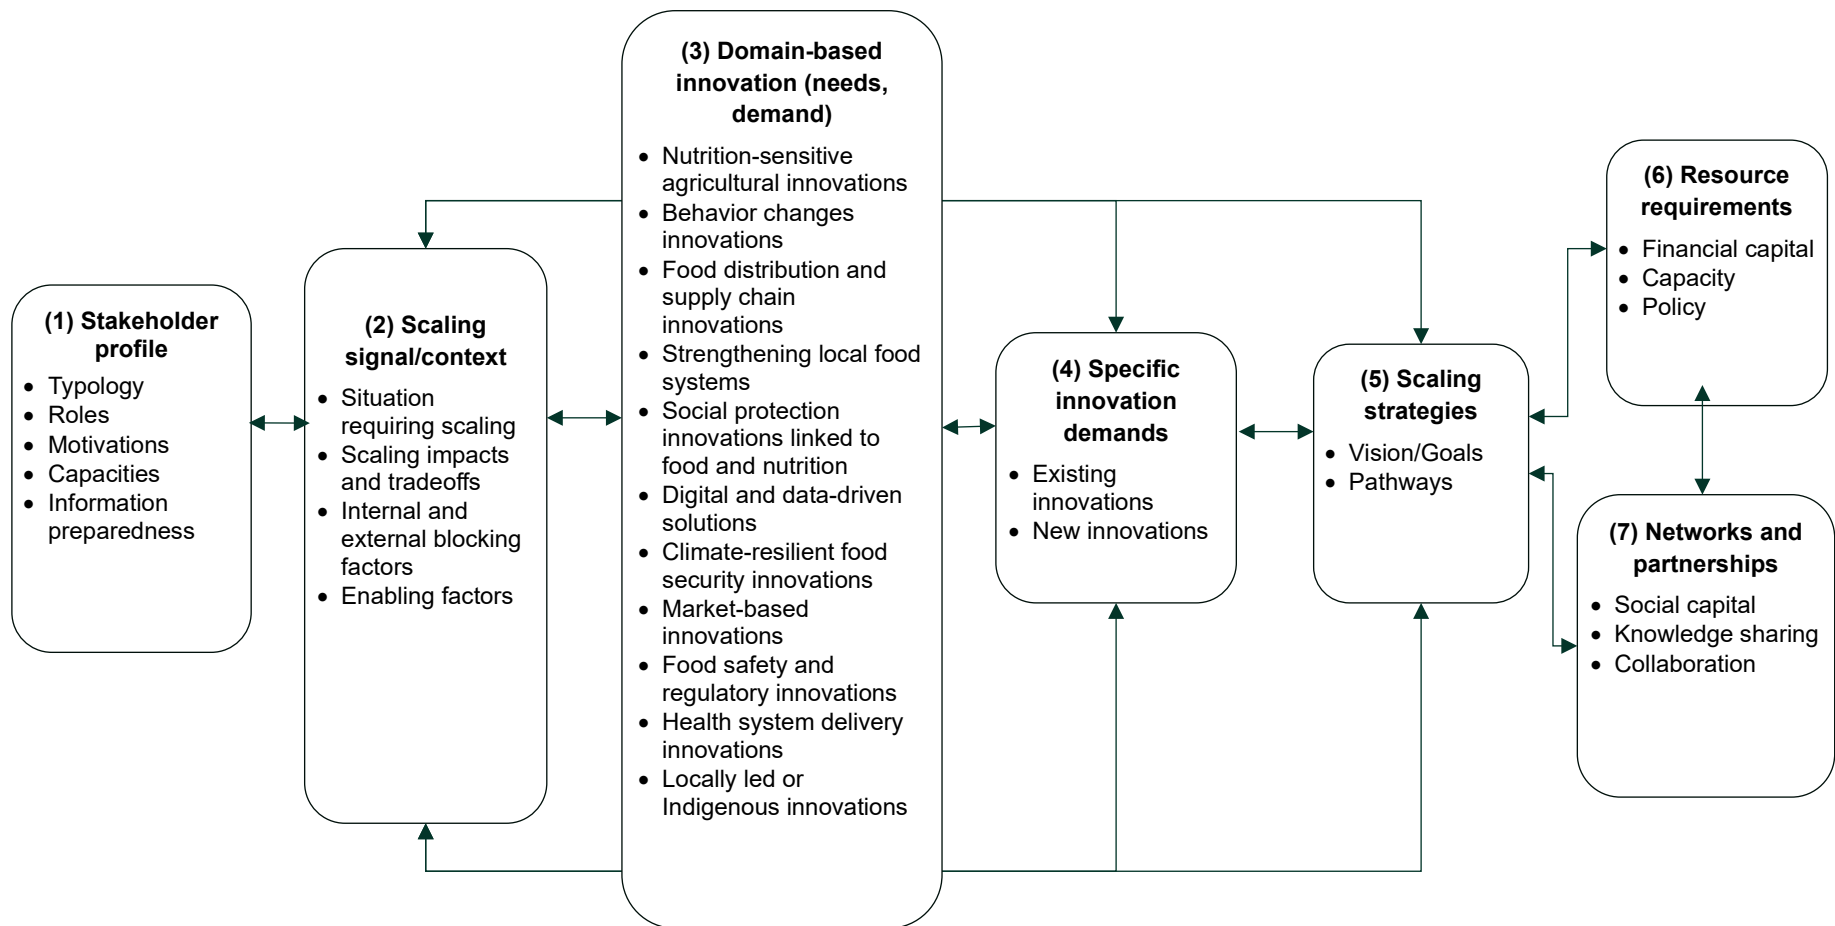 (1) Stakeholder
profile
• Typology
• Roles
• Motivations
• Capacities
• Information
preparedness
(2) Scaling
signal/context
• Situation
requiring scaling
• Scaling impacts
and tradeoffs
• Internal and
external blocking
factors
• Enabling factors
(3) Domain-based
innovation (needs,
demand)
• Nutrition-sensitive
agricultural innovations
• Behavior changes
innovations
• Food distribution and
supply chain
innovations
• Strengthening local food
systems
• Social protection
innovations linked to
food and nutrition
• Digital and data-driven
solutions
• Climate-resilient food
security innovations
• Market-based
innovations
• Food safety and
regulatory innovations
• Health system delivery
innovations
• Locally led or
Indigenous innovations
(4) Specific
innovation
demands
• Existing
innovations
• New innovations
(5) Scaling
strategies
• Vision/Goals
• Pathways
(6) Resource
requirements
• Financial capital
• Capacity
• Policy
(7) Networks and
partnerships
• Social capital
• Knowledge sharing
• Collaboration